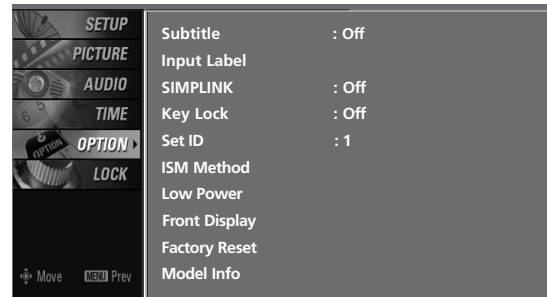 SETUP
PICTURE
AUDIO
TIME
OPTION
LOCK
Move MENU Prev
Subtitle : Off
Input Label
SIMPLINK : Off
Key Lock : Off
Set ID : 1
ISM Method
Low Power
Front Display
Factory Reset
Model Info